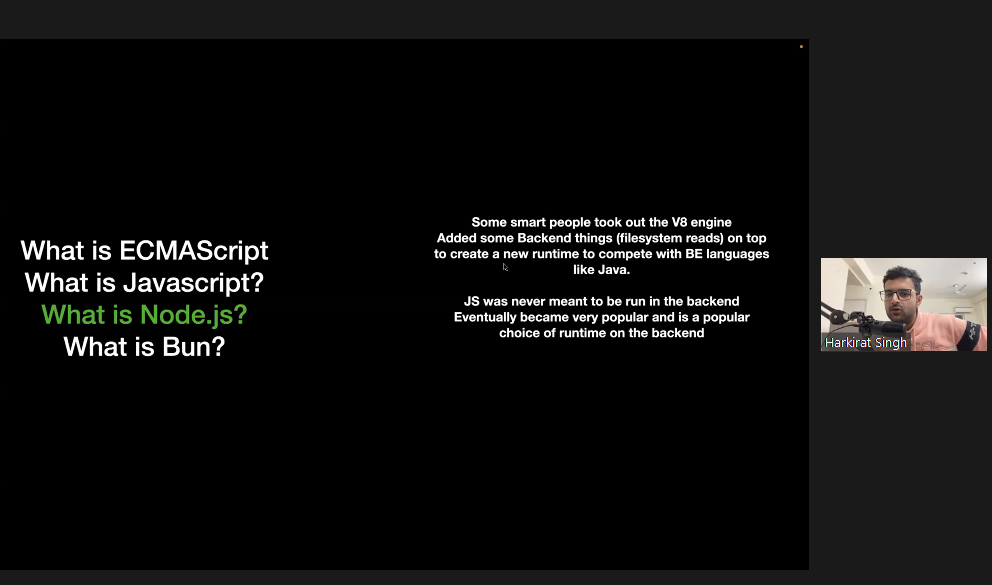 What is ECMAScript
What is Javascript?
What is Node.js?
What is Bun?
Some smart people took out the V8 engine
Added some Backend things (filesystem reads) on top
to create a new runtime to compete with BE languages
like Java.
JS was never meant to be run in the backend
Eventually became very popular and is a popular
choice of runtime on the backend
Harkirat Singh